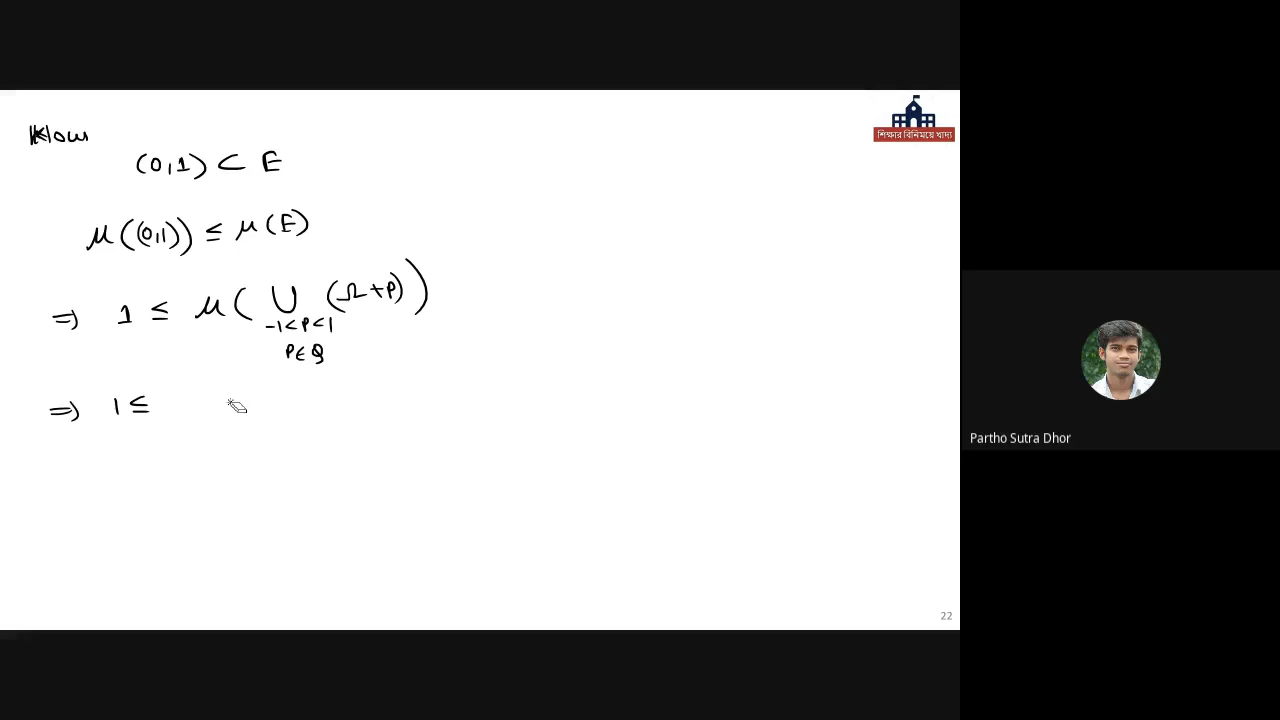 Now
(0,1) ⊂ E
μ((0,1)) ≤ μ(E)
⇒ 1 ≤ μ( ∪ (Ω+p) )
-1<p<1
p∈Q
⇒ 1 ≤
শিক্ষার বিনিময়ে খাদ্য
Partho Sutra Dhor
22